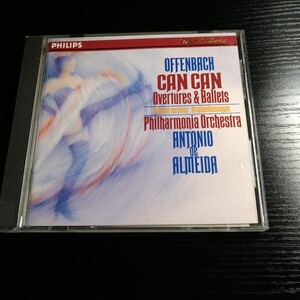 PHILIPS
OFFENBACH
CAN CAN
Overtures & Ballets
Philharmonia Orchestra
ANTONIO
DE
ALMEIDA